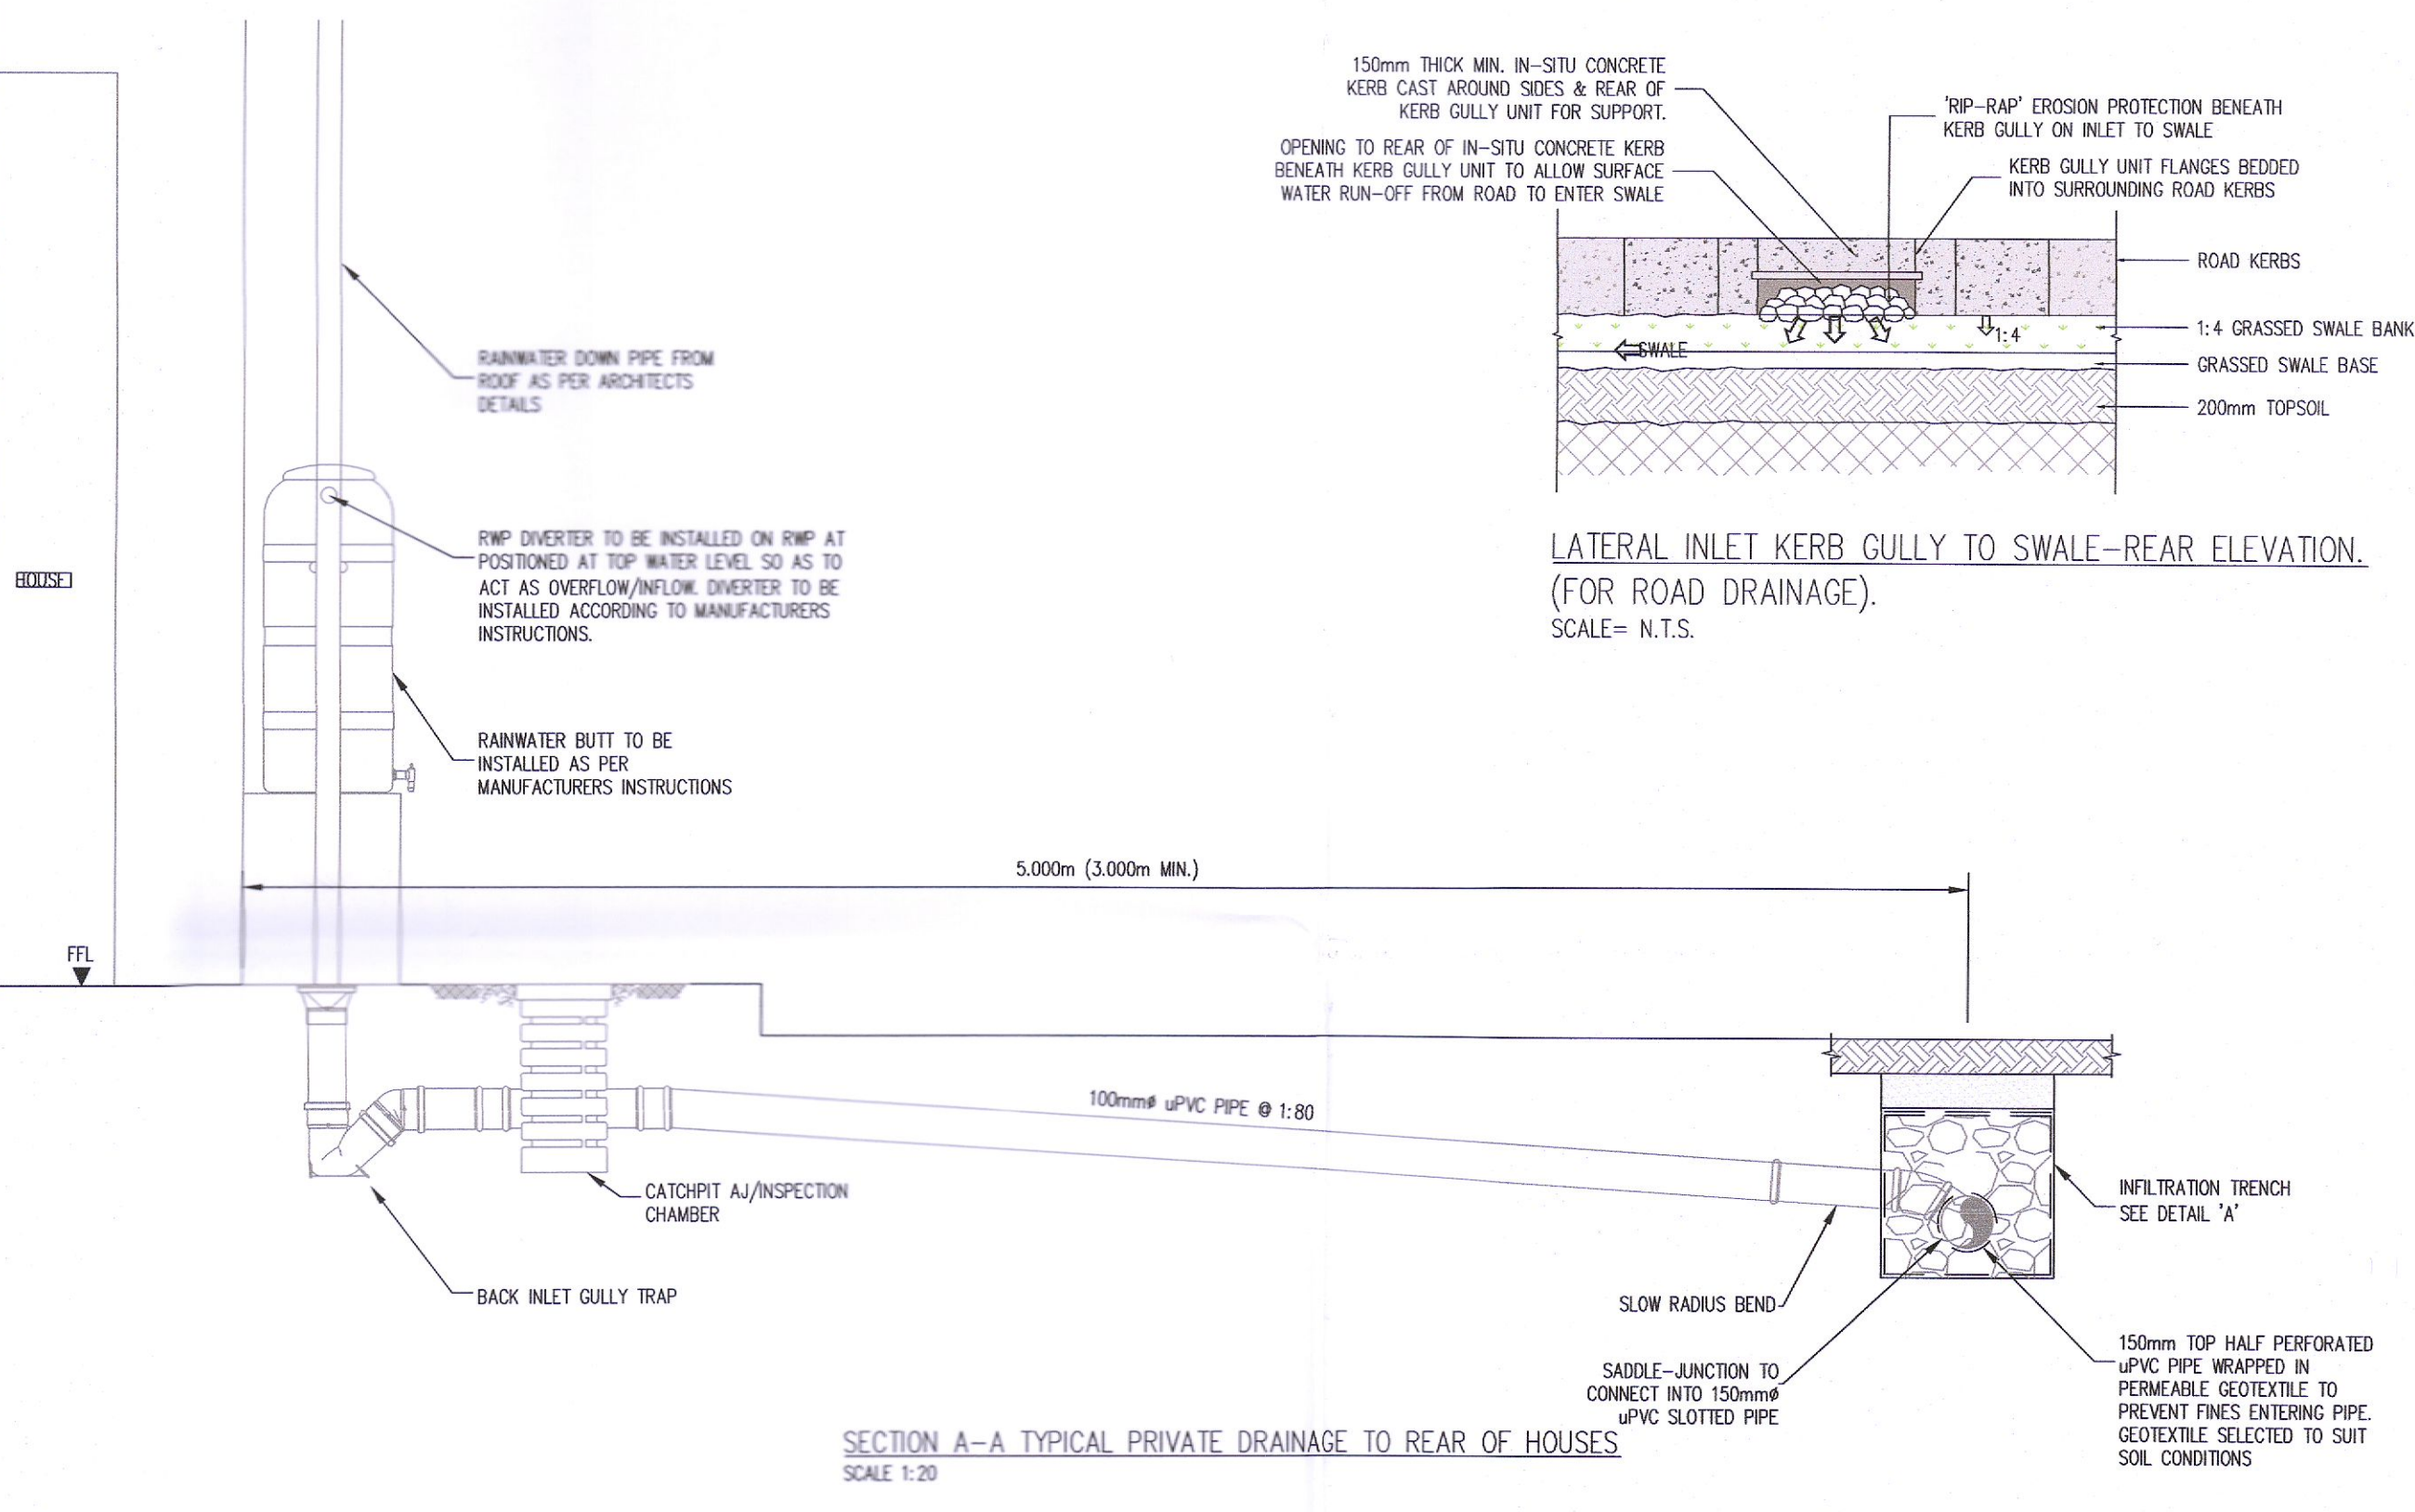 150mm THICK MIN. IN-SITU CONCRETE
KERB CAST AROUND SIDES & REAR OF
KERB GULLY UNIT FOR SUPPORT.
OPENING TO REAR OF IN-SITU CONCRETE KERB
BENEATH KERB GULLY UNIT TO ALLOW SURFACE
WATER RUN-OFF FROM ROAD TO ENTER SWALE
'RIP-RAP' EROSION PROTECTION BENEATH
KERB GULLY ON INLET TO SWALE
KERB GULLY UNIT FLANGES BEDDED
INTO SURROUNDING ROAD KERBS
ROAD KERBS
1:4 GRASSED SWALE BANK
GRASSED SWALE BASE
200mm TOPSOIL
1:4
SWALE
LATERAL INLET KERB GULLY TO SWALE-REAR ELEVATION.
(FOR ROAD DRAINAGE).
SCALE= N.T.S.
RAINWATER DOWN PIPE FROM
ROOF AS PER ARCHITECTS
DETAILS
RWP DIVERTER TO BE INSTALLED ON RWP AT
POSITIONED AT TOP WATER LEVEL SO AS TO
ACT AS OVERFLOW/INFLOW. DIVERTER TO BE
INSTALLED ACCORDING TO MANUFACTURERS
INSTRUCTIONS.
HOUSE
RAINWATER BUTT TO BE
INSTALLED AS PER
MANUFACTURERS INSTRUCTIONS
5.000m (3.000m MIN.)
FFL
100mmø uPVC PIPE @ 1:80
CATCHPIT AJ/INSPECTION
CHAMBER
BACK INLET GULLY TRAP
INFILTRATION TRENCH
SEE DETAIL 'A'
SLOW RADIUS BEND
SADDLE-JUNCTION TO
CONNECT INTO 150mmø
uPVC SLOTTED PIPE
150mm TOP HALF PERFORATED
uPVC PIPE WRAPPED IN
PERMEABLE GEOTEXTILE TO
PREVENT FINES ENTERING PIPE.
GEOTEXTILE SELECTED TO SUIT
SOIL CONDITIONS
SECTION A-A TYPICAL PRIVATE DRAINAGE TO REAR OF HOUSES
SCALE 1:20